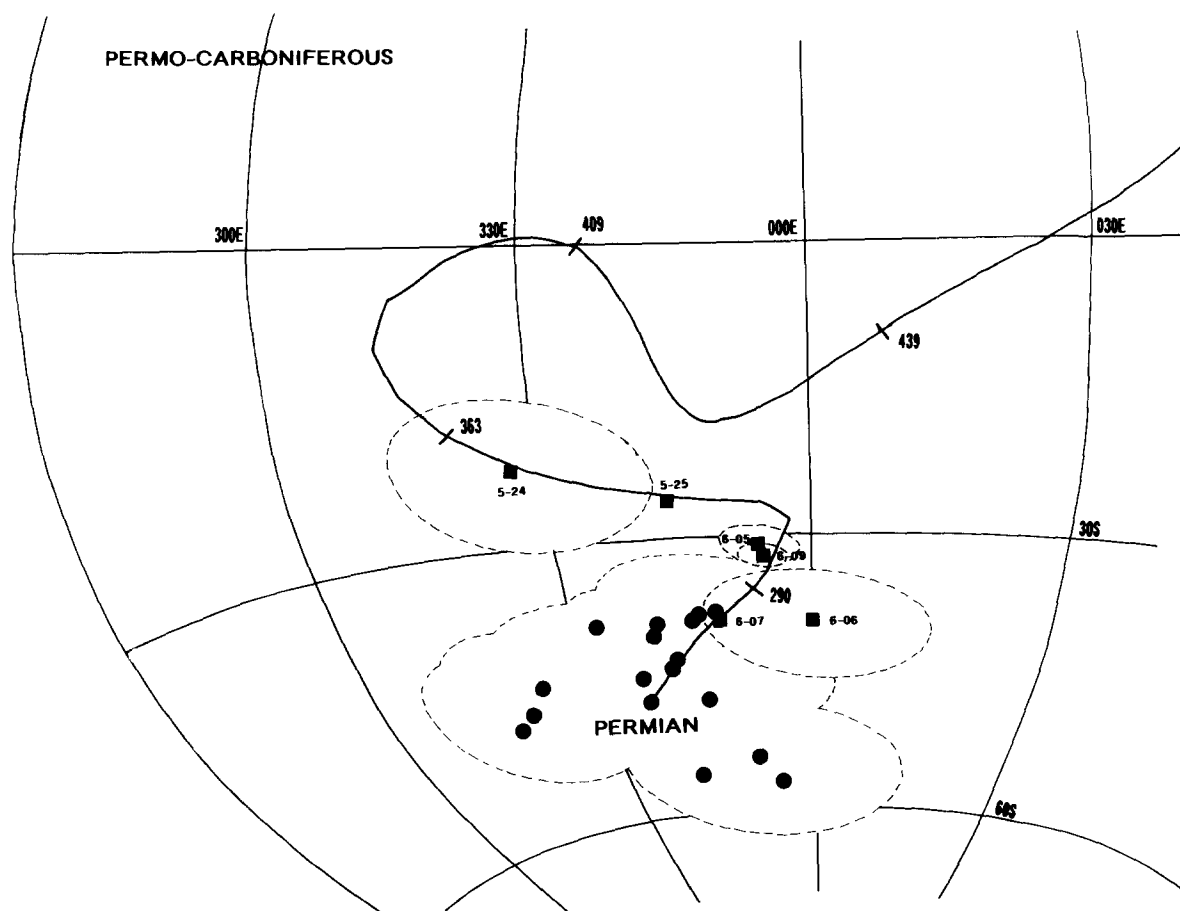 PERMO-CARBONIFEROUS
409
300E
330E
000E
030E
439
363
5-24
5-25
30S
6-05
6-09
290
6-07
6-06
PERMIAN
60S